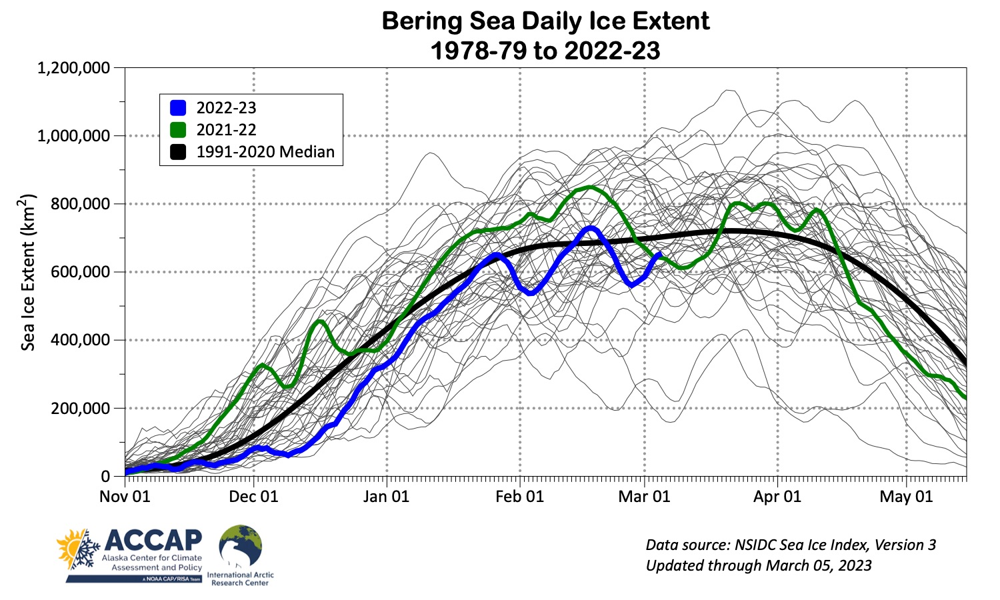 Bering Sea Daily Ice Extent
1978-79 to 2022-23
Sea Ice Extent (km²)
1,200,000
1,000,000
800,000
600,000
400,000
200,000
0
2022-23
2021-22
1991-2020 Median
Nov 01 Dec 01 Jan 01 Feb 01 Mar 01 Apr 01 May 01
ACCAP
Alaska Center for Climate
Assessment and Policy
A NOAA CAP/RISA Team
International Arctic
Research Center
Data source: NSIDC Sea Ice Index, Version 3
Updated through March 05, 2023